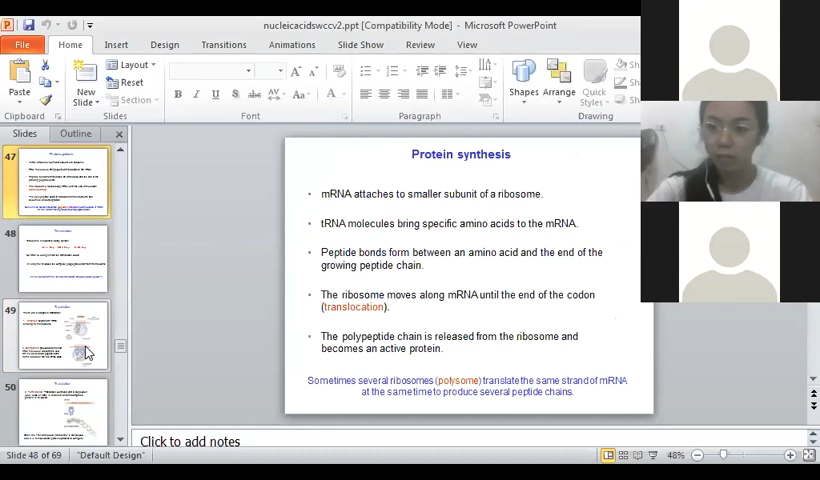 nucleicacidswccv2.ppt [Compatibility Mode] - Microsoft PowerPoint
File
Home
Insert
Design
Transitions
Animations
Slide Show
Review
View
Paste
New
Slide
Layout
Reset
Section
Shapes
Arrange
Quick
Styles
Clipboard
Slides
Font
Paragraph
Drawing
Slides
Outline
47
48
49
50
Protein synthesis
mRNA attaches to smaller subunit of a ribosome.
tRNA molecules bring specific amino acids to the mRNA.
Peptide bonds form between an amino acid and the end of the
growing peptide chain.
The ribosome moves along mRNA until the end of the codon
(translocation).
The polypeptide chain is released from the ribosome and
becomes an active protein.
Sometimes several ribosomes (polysome) translate the same strand of mRNA
at the same time to produce several peptide chains.
Click to add notes
Slide 48 of 69
"Default Design"
48%